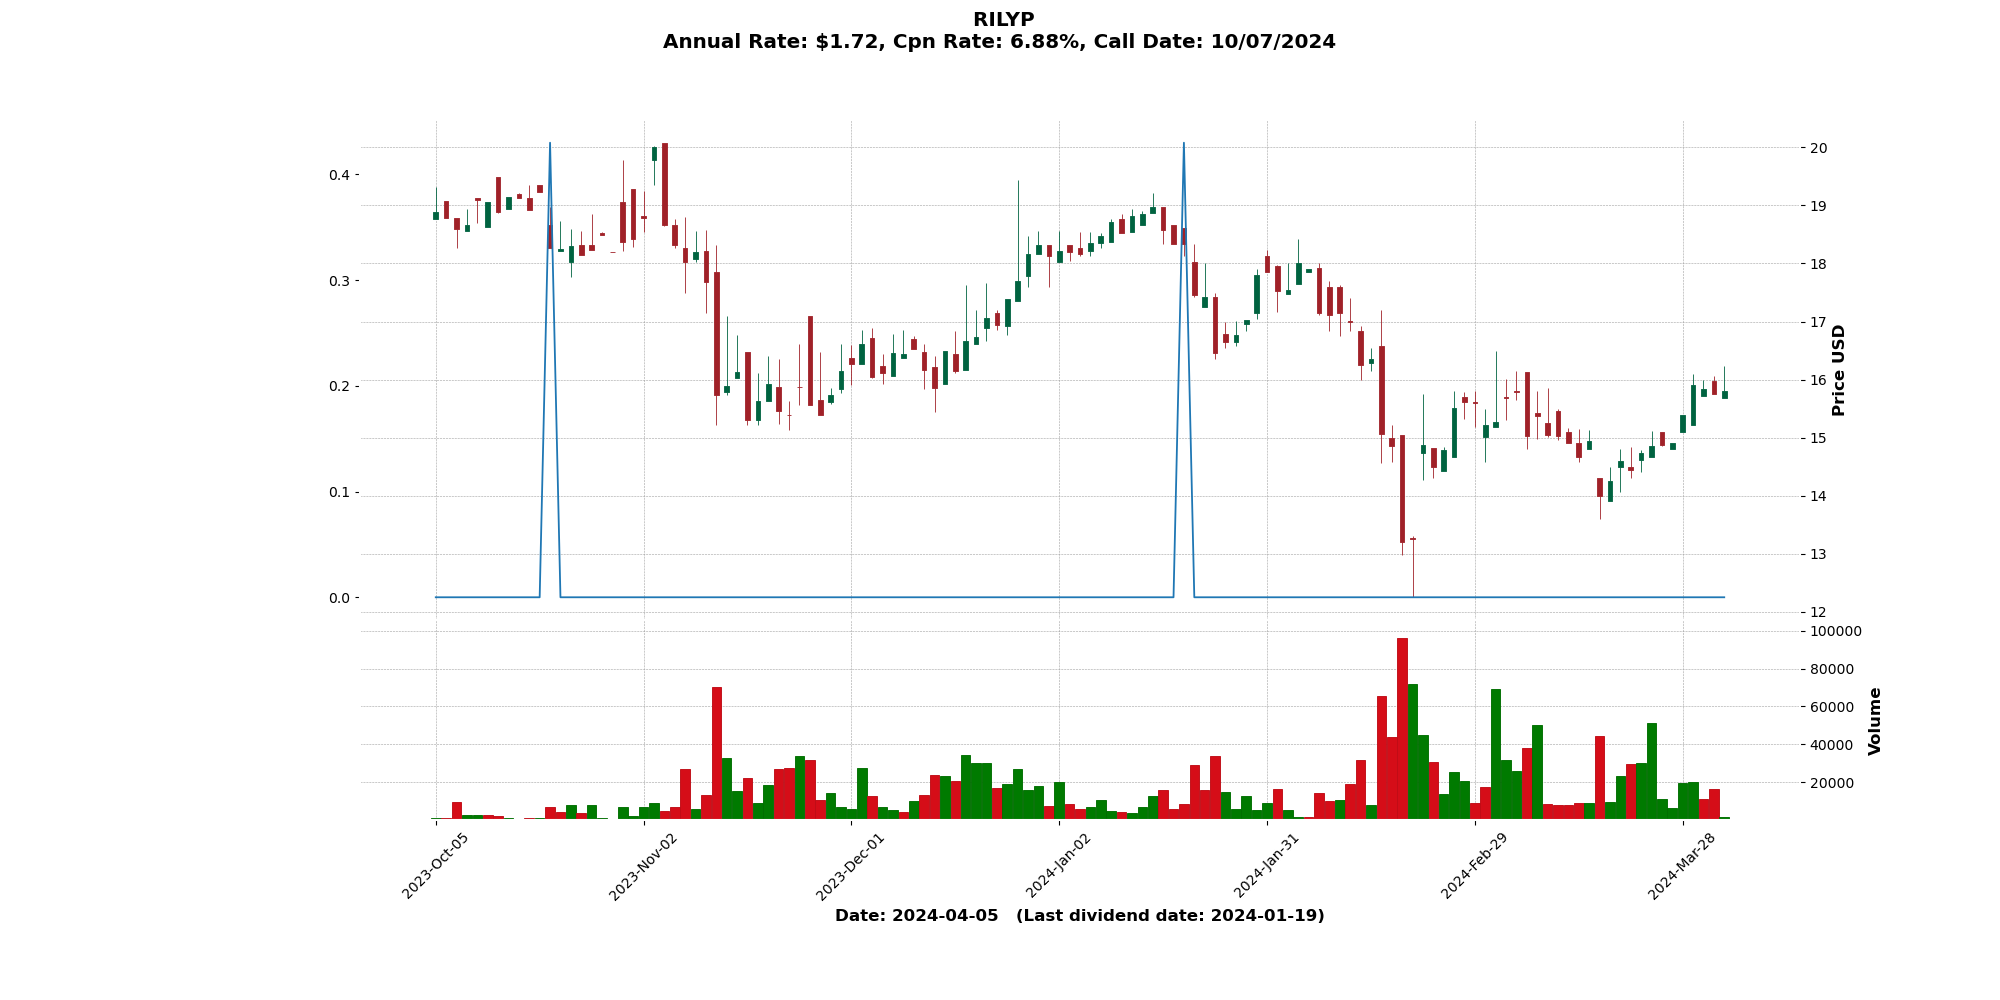 RILYP
Annual Rate: $1.72, Cpn Rate: 6.88%, Call Date: 10/07/2024
0.4
0.3
0.2
0.1
0.0
20
19
18
17
16
15
14
13
12
Price USD
100000
80000
60000
40000
20000
Volume
2023-Oct-05
2023-Nov-02
2023-Dec-01
2024-Jan-02
2024-Jan-31
2024-Feb-29
2024-Mar-28
Date: 2024-04-05 (Last dividend date: 2024-01-19)